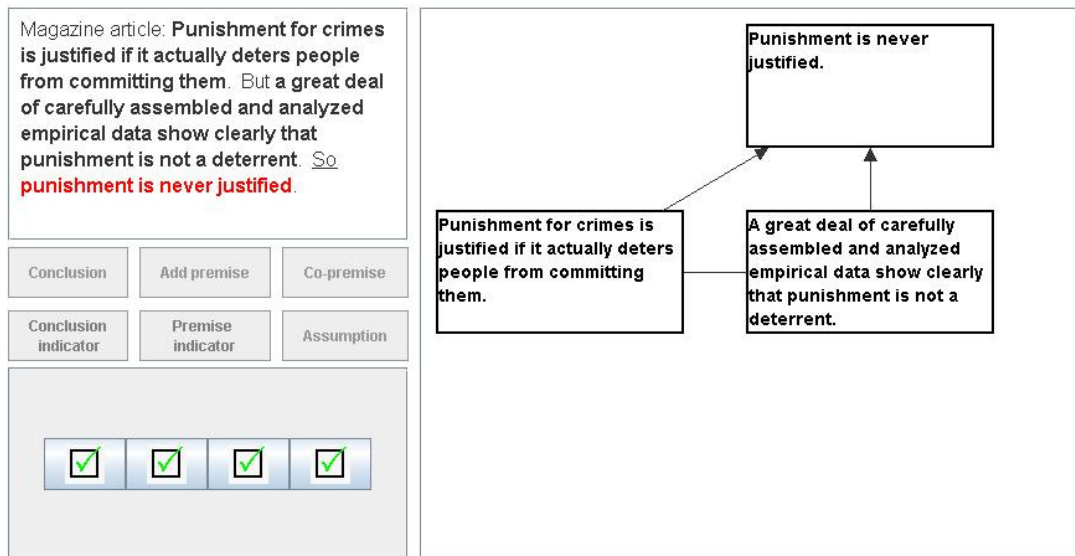 Magazine article: Punishment for crimes
is justified if it actually deters people
from committing them. But a great deal
of carefully assembled and analyzed
empirical data show clearly that
punishment is not a deterrent. So
punishment is never justified.
Conclusion
Add premise
Co-premise
Conclusion
indicator
Premise
indicator
Assumption
Punishment is never
justified.
Punishment for crimes is
justified if it actually deters
people from committing
them.
A great deal of carefully
assembled and analyzed
empirical data show clearly
that punishment is not a
deterrent.